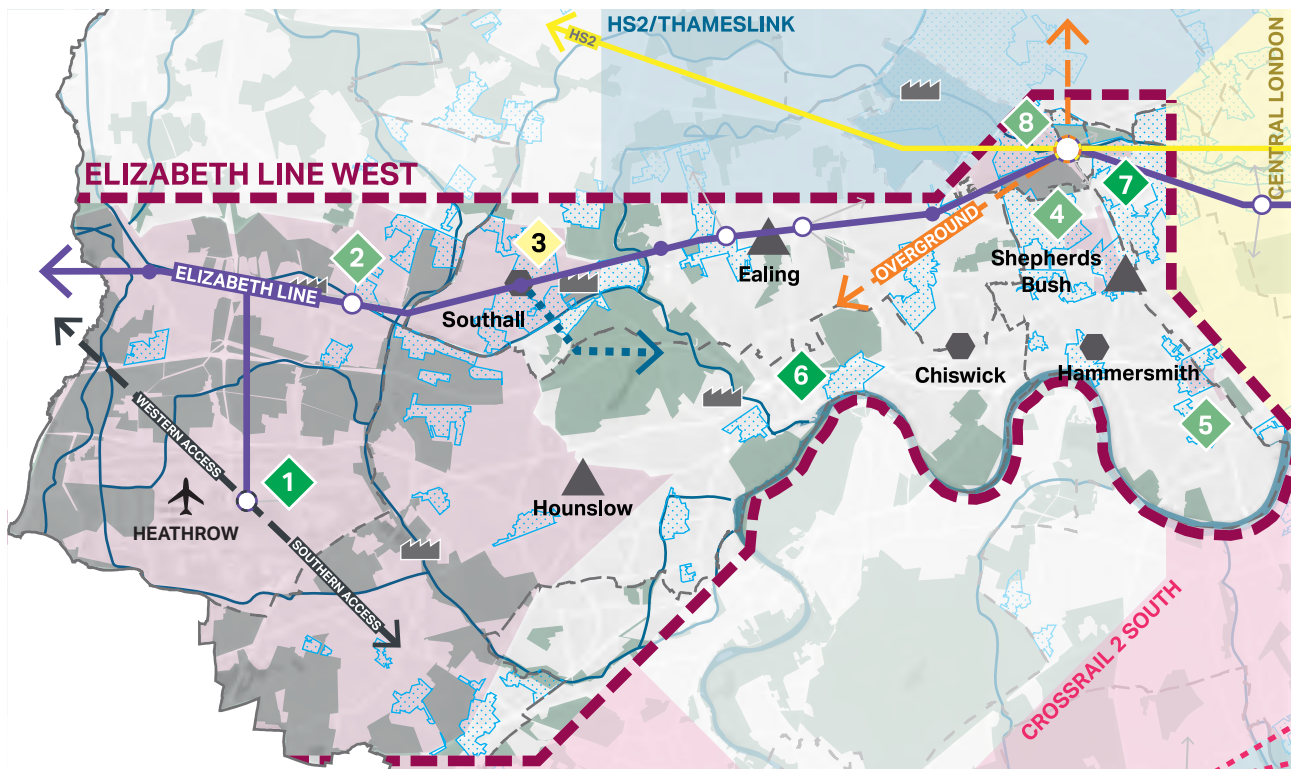 HS2/THAMESLINK
HS2
CENTRAL LONDON
8
ELIZABETH LINE WEST
7
4
3
2
OVERGROUND
Ealing
Shepherds
Bush
ELIZABETH LINE
Southall
6
Chiswick
Hammersmith
5
WESTERN ACCESS
1
Hounslow
HEATHROW
SOUTHERN ACCESS
CROSSRAIL 2 SOUTH